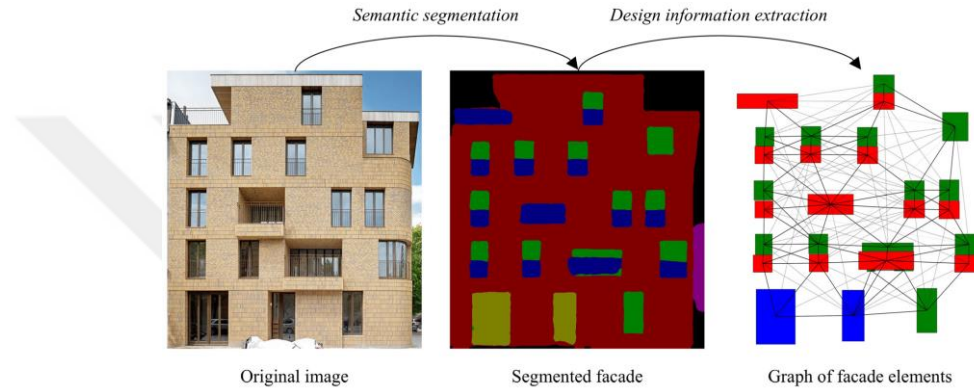 Semantic segmentation
Design information extraction
Original image
Segmented facade
Graph of facade elements